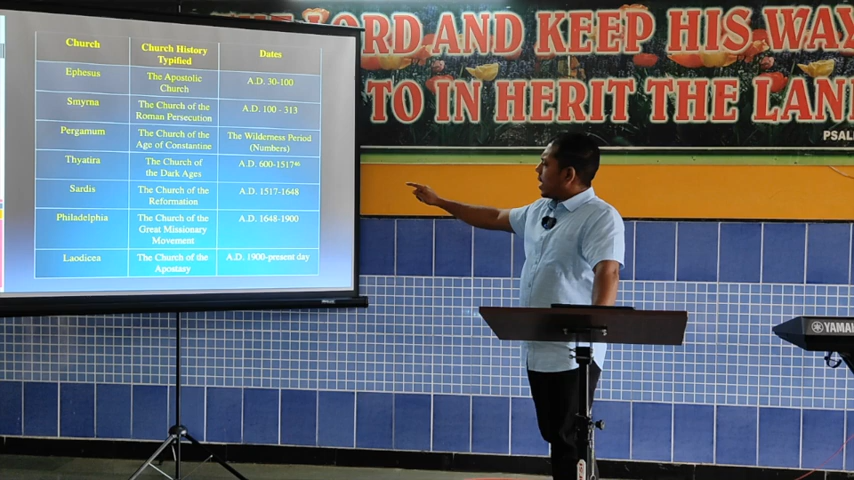 THE LORD AND KEEP HIS WAY
TO IN HERIT THE LAN
PSAL
Church Church History Typified Dates
Ephesus The Apostolic Church A.D. 30-100
Smyrna The Church of the Roman Persecution A.D. 100 - 313
Pergamum The Church of the Age of Constantine The Wilderness Period (Numbers)
Thyatira The Church of the Dark Ages A.D. 600-1517
Sardis The Church of the Reformation A.D. 1517-1648
Philadelphia The Church of the Great Missionary Movement A.D. 1648-1900
Laodicea The Church of the Apostasy A.D. 1900-present day
YAMAH